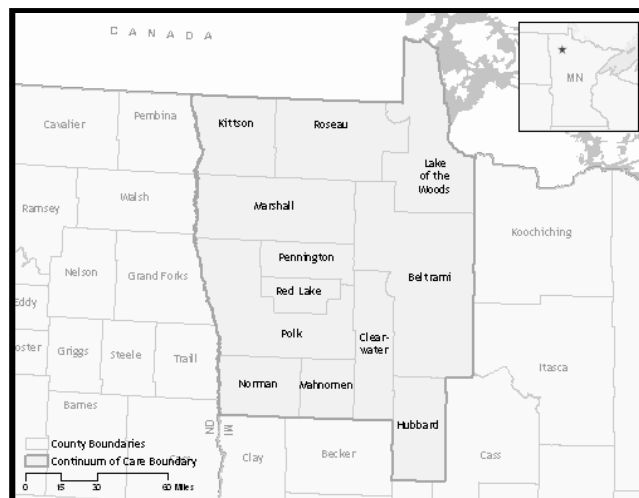 CANADA
MN
Cavalier
Pembina
Kittson
Roseau
Lake
of the
Woods
Ramsey
Walsh
Marshall
Koochiching
Nelson
Grand Forks
Pennington
Beltrami
Eddy
Red Lake
oster
Griggs
Steele
Traill
Polk
Clear-
water
Itasca
Barnes
Norman
Mahnomen
Hubbard
ND
MI
Clay
Becker
Cass
County Boundaries
Continuum of Care Boundary
0 15 30 60 Miles